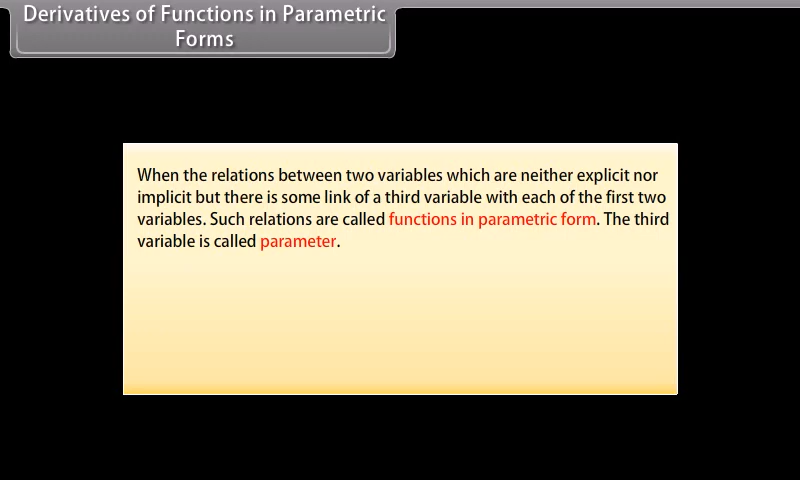 Derivatives of Functions in Parametric
Forms
When the relations between two variables which are neither explicit nor
implicit but there is some link of a third variable with each of the first two
variables. Such relations are called functions in parametric form. The third
variable is called parameter.